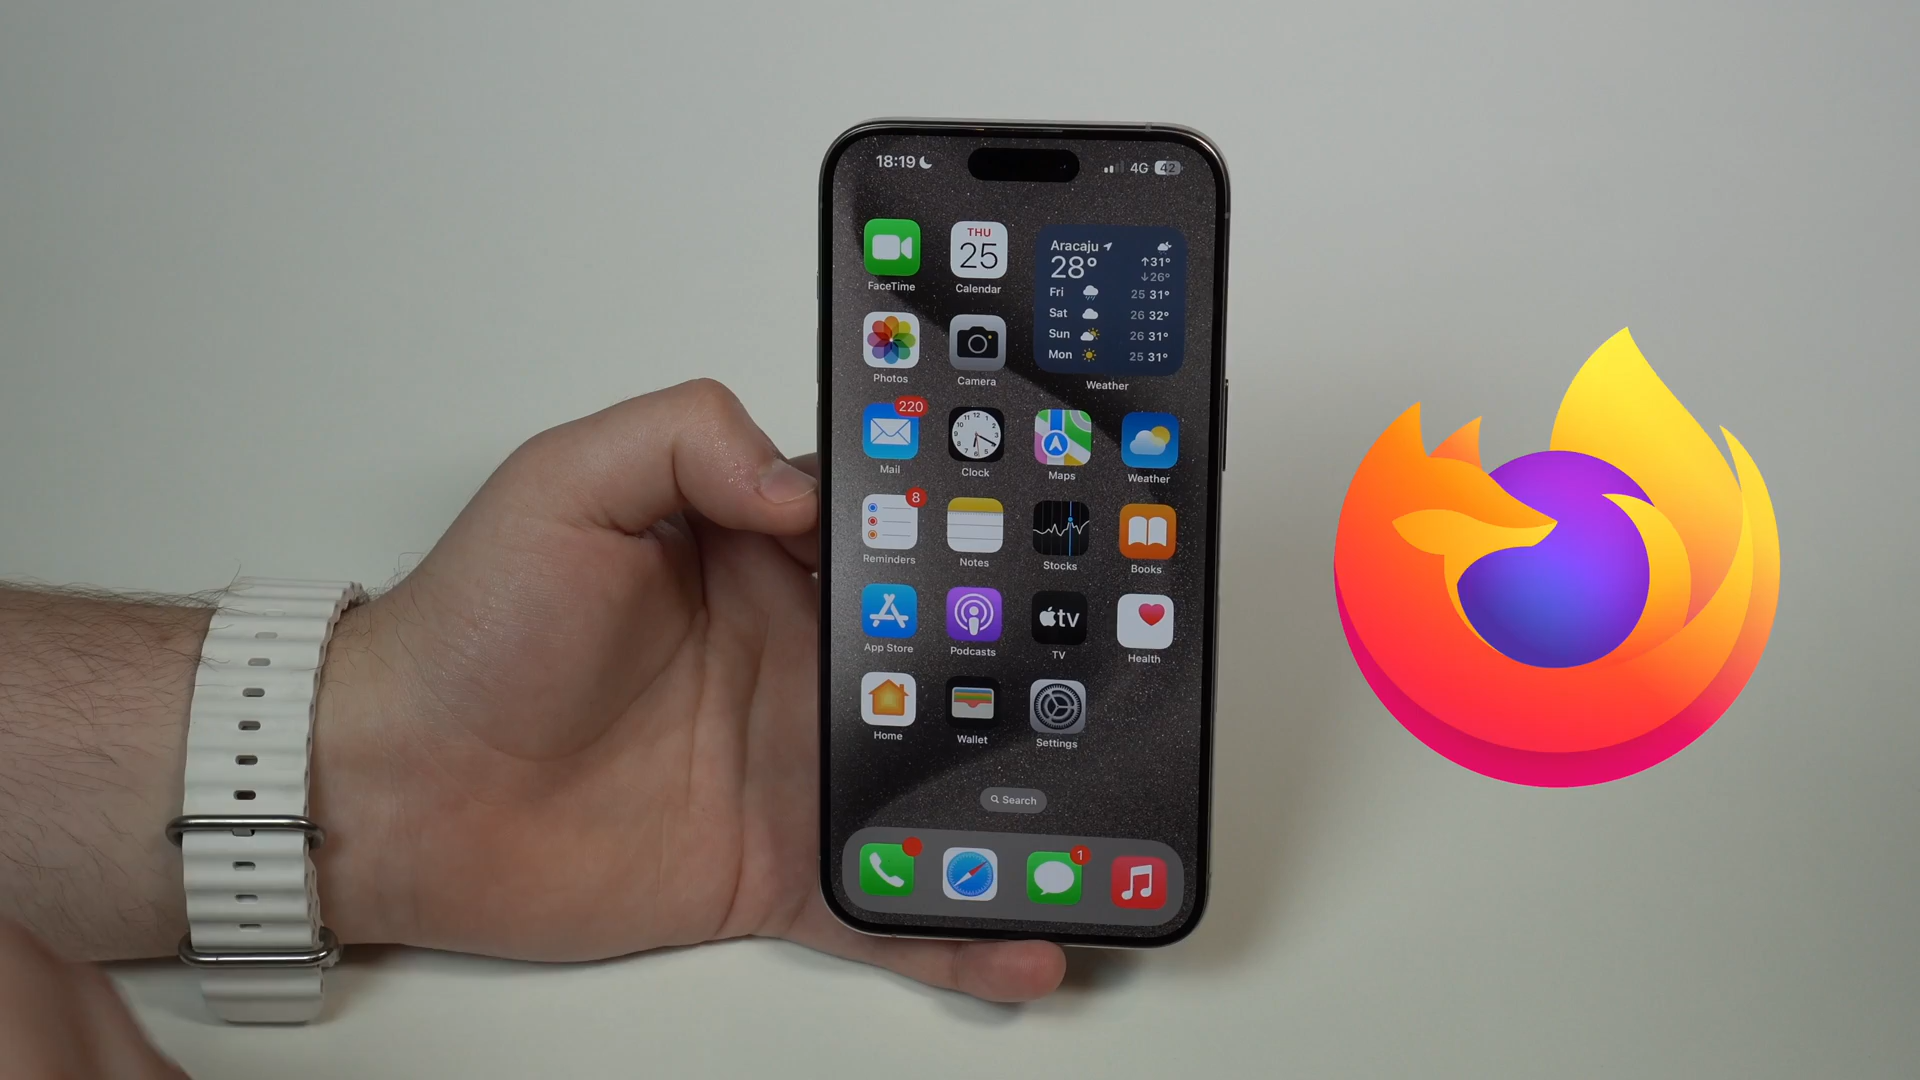 18:19
4G 42
FaceTime
THU
25
Calendar
Aracaju
28°
↑31°
↓26°
Fri 25 31°
Sat 26 32°
Sun 26 31°
Mon 25 31°
Weather
Photos
Camera
220
Mail
Clock
Maps
Weather
8
Reminders
Notes
Stocks
Books
App Store
Podcasts
tv
TV
Health
Home
Wallet
Settings
Search
1